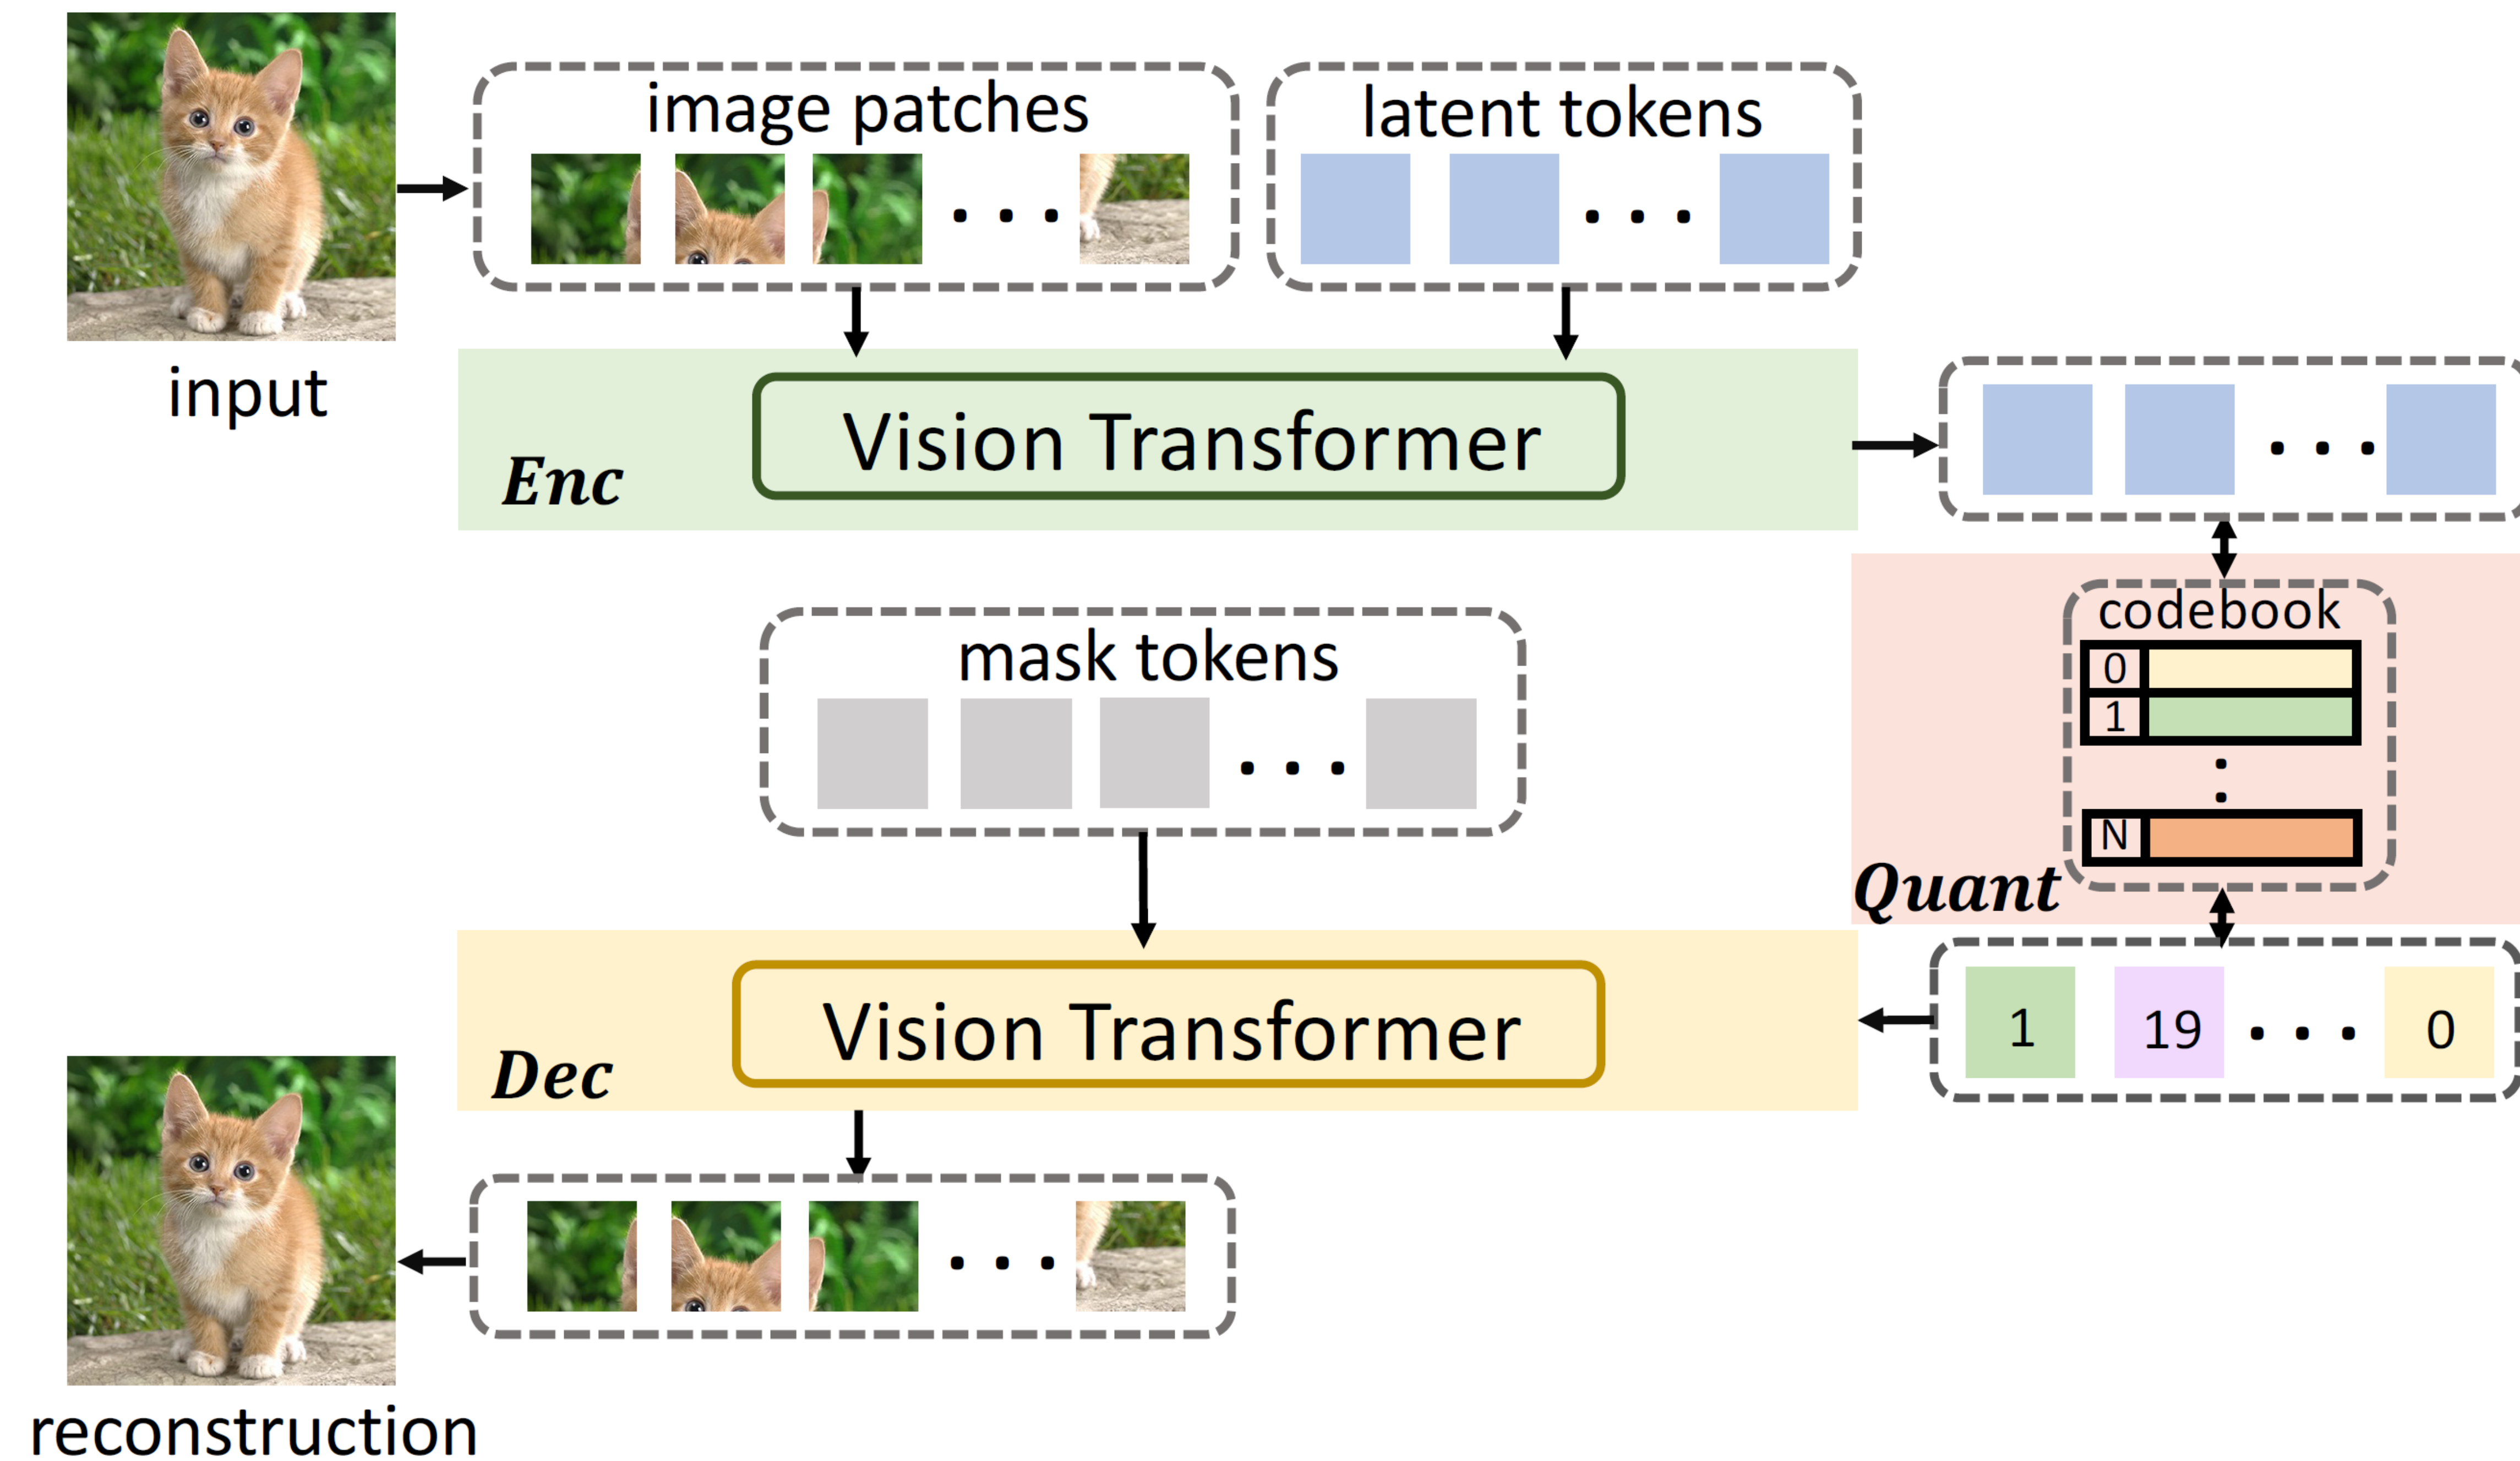 image patches
latent tokens
input
Vision Transformer
Enc
mask tokens
codebook
0
1
N
Quant
Vision Transformer
Dec
1 19 0
reconstruction